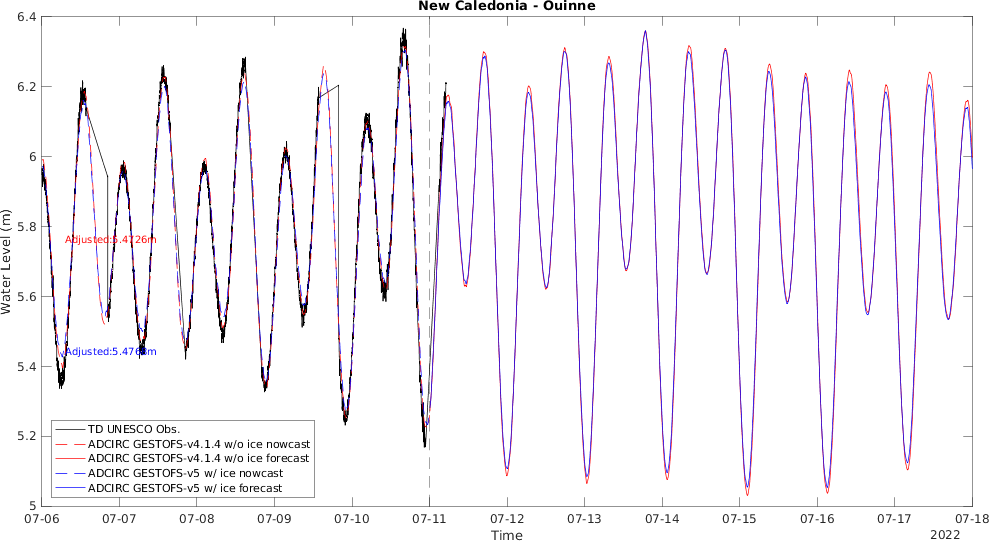 New Caledonia - Ouinne
6.4
6.2
6
5.8
5.6
5.4
5.2
5
Water Level (m)
Adjusted:5.4726m
TD UNESCO Obs.
ADCIRC GESTOFS-v4.1.4 w/o ice nowcast
ADCIRC GESTOFS-v4.1.4 w/o ice forecast
ADCIRC GESTOFS-v5 w/ ice nowcast
ADCIRC GESTOFS-v5 w/ ice forecast
07-06 07-07 07-08 07-09 07-10 07-11 07-12 07-13 07-14 07-15 07-16 07-17 07-18
Time
2022